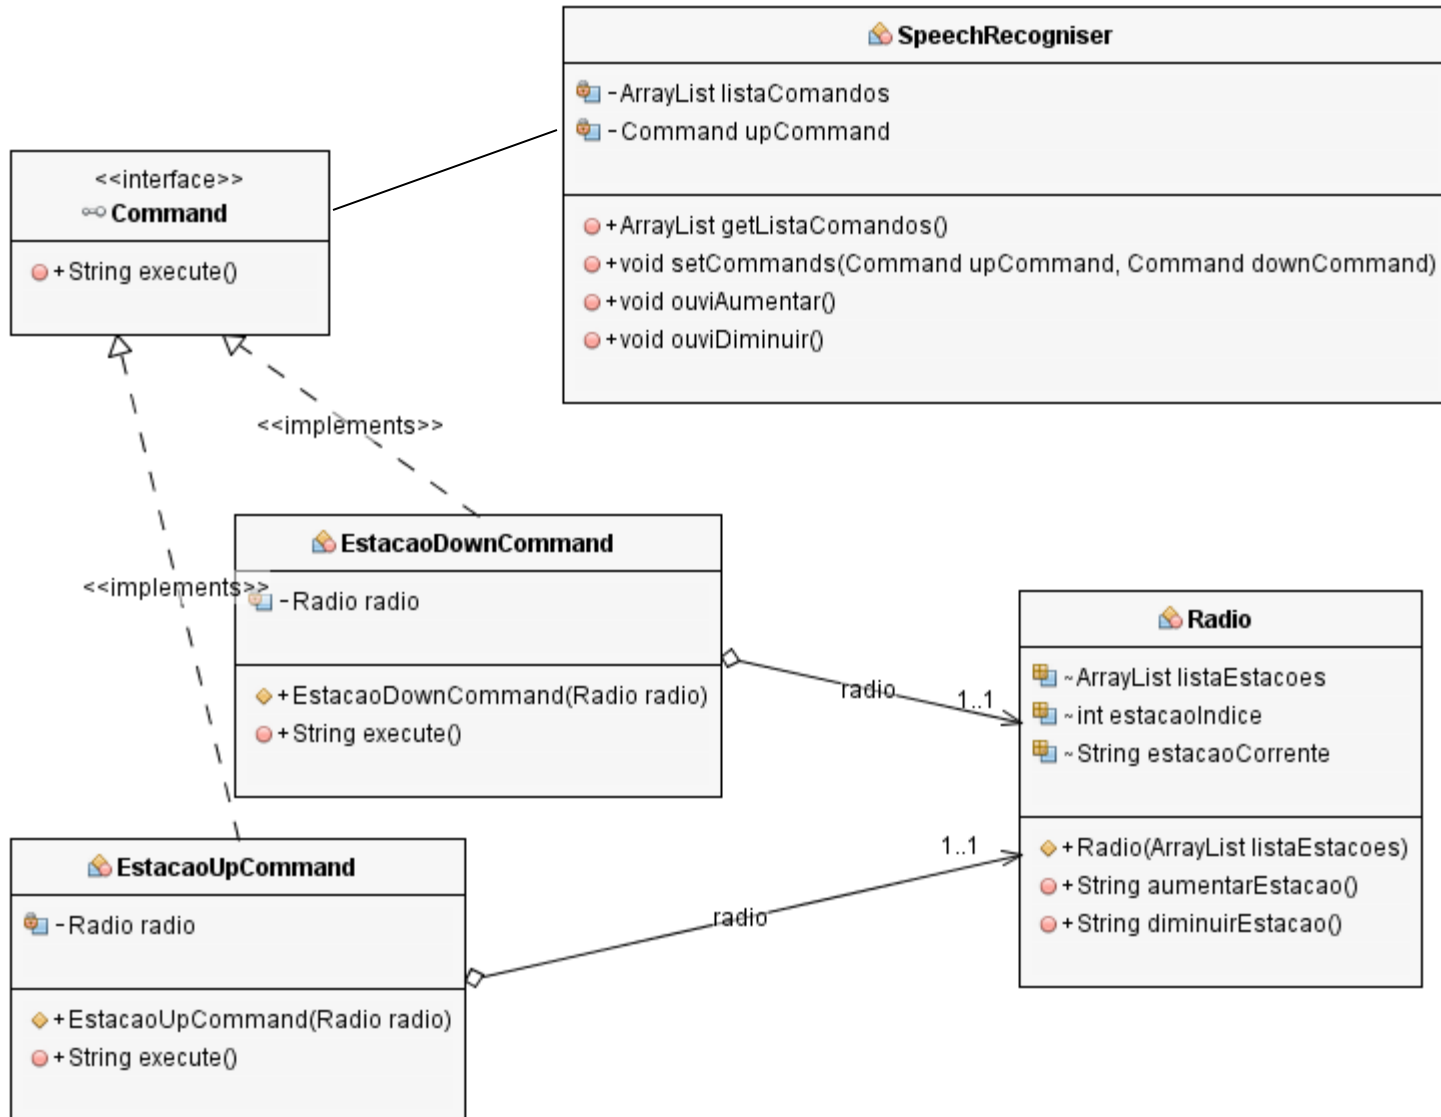 SpeechRecogniser
-ArrayList listaComandos
-Command upCommand
+ArrayList getListaComandos()
+void setCommands(Command upCommand, Command downCommand)
+void ouviAumentar()
+void ouviDiminuir()
<<interface>>
Command
+String execute()
<<implements>>
<<implements>>
EstacaoDownCommand
-Radio radio
+EstacaoDownCommand(Radio radio)
+String execute()
radio
1..1
Radio
~ArrayList listaEstacoes
~int estacaoIndice
~String estacaoCorrente
+Radio(ArrayList listaEstacoes)
+String aumentarEstacao()
+String diminuirEstacao()
EstacaoUpCommand
-Radio radio
+EstacaoUpCommand(Radio radio)
+String execute()
radio
1..1